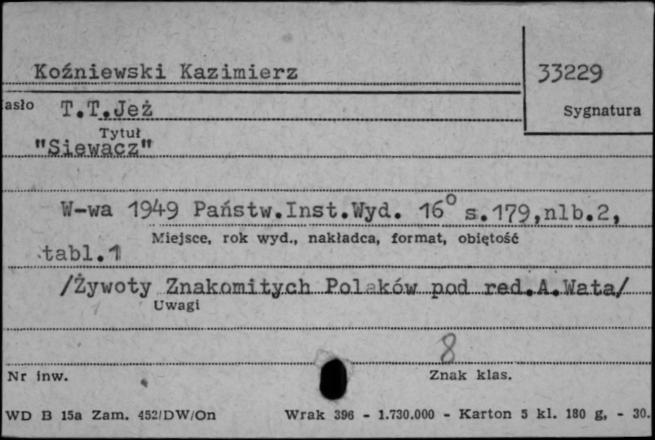 Koźniewski Kazimierz
33229
asło T.T.Jeż
Sygnatura
Tytuł
"Siewacz"
W-wa 1949 Państw.Inst.Wyd. 16° s.179,nlb.2,
Miejsce, rok wyd., nakładca, format, obiętość
tabl.1
/Żywoty Znakomitych Polaków pod red.A.Wata/
Uwagi
8
Nr inw.
Znak klas.
WD B 15a Zam. 452/DW/On Wrak 396 - 1.730.000 - Karton 5 kl. 180 g, - 30.